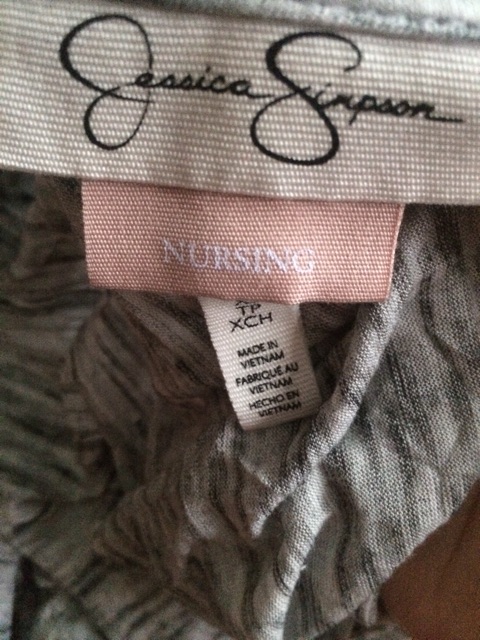 Jessica Simpson
NURSING
TP
XCH
MADE IN
VIETNAM
FABRIQUÉ AU
VIETNAM
HECHO EN
VIETNAM